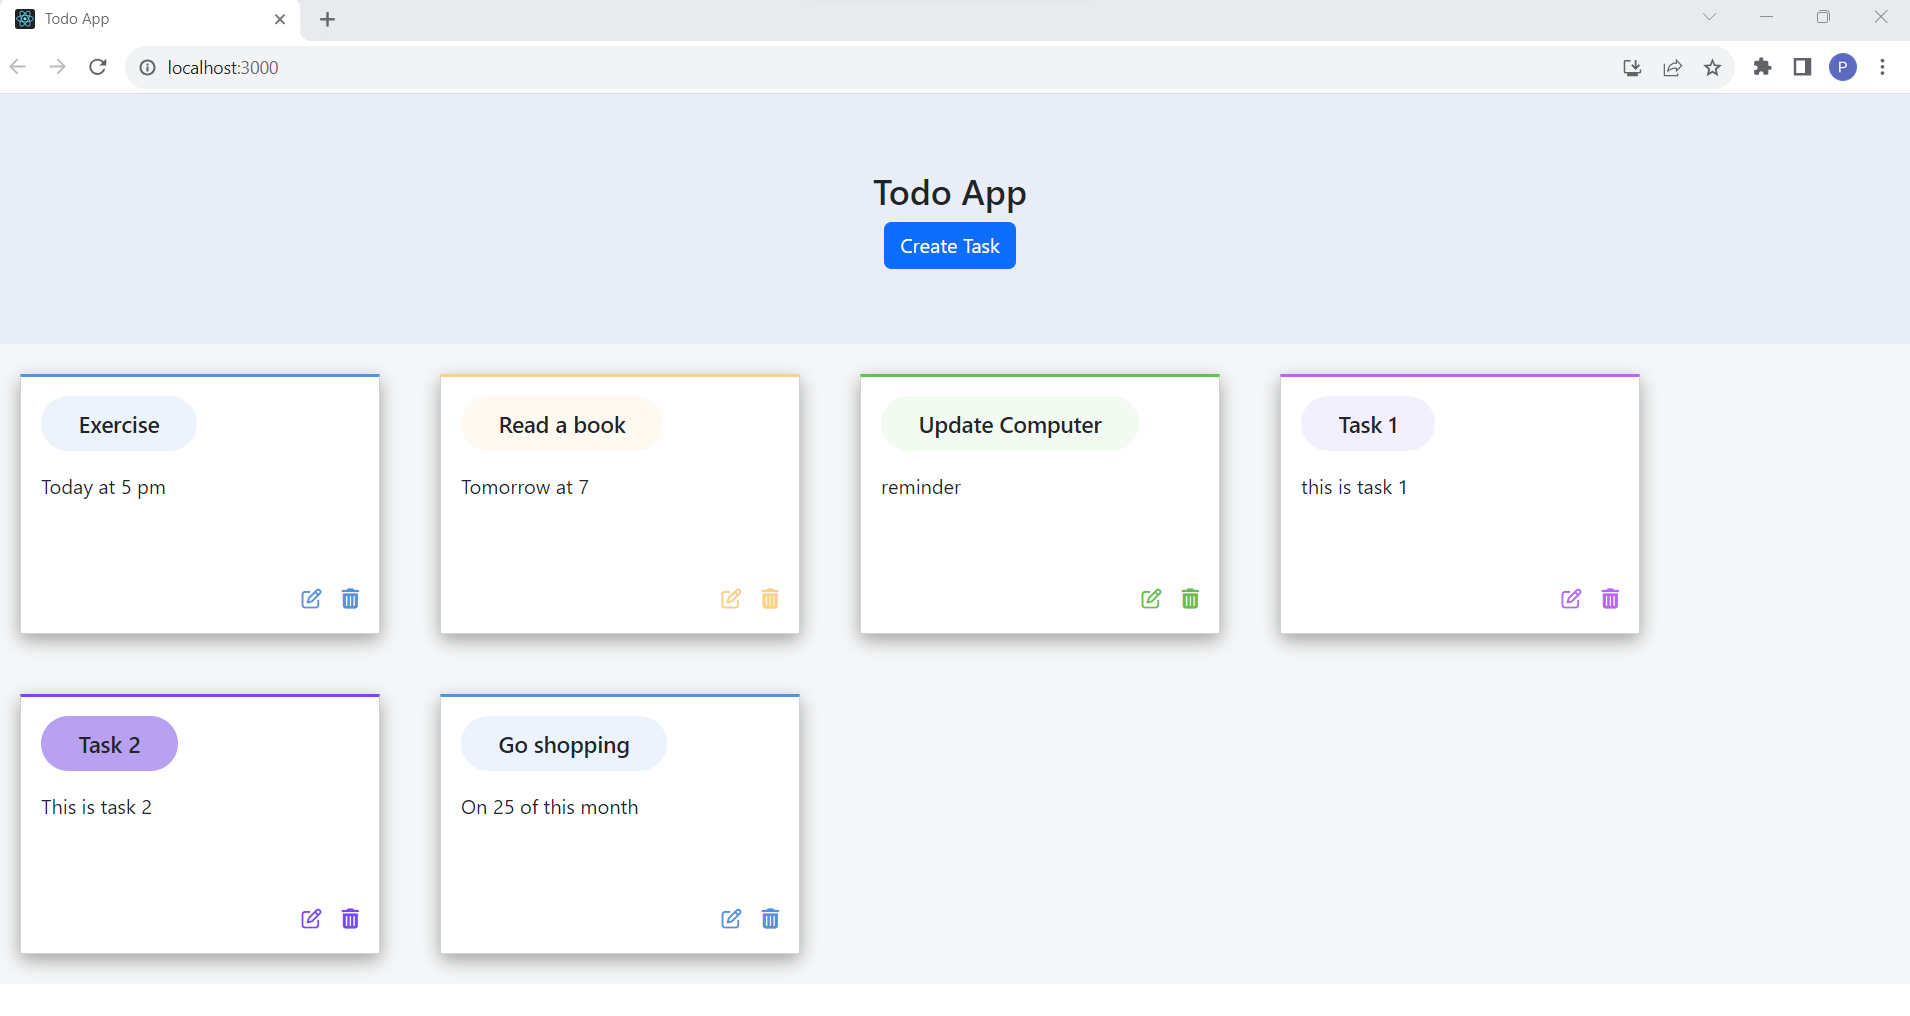 Todo App
localhost:3000
P
Todo App
Create Task
Exercise
Today at 5 pm
Read a book
Tomorrow at 7
Update Computer
reminder
Task 1
this is task 1
Task 2
This is task 2
Go shopping
On 25 of this month